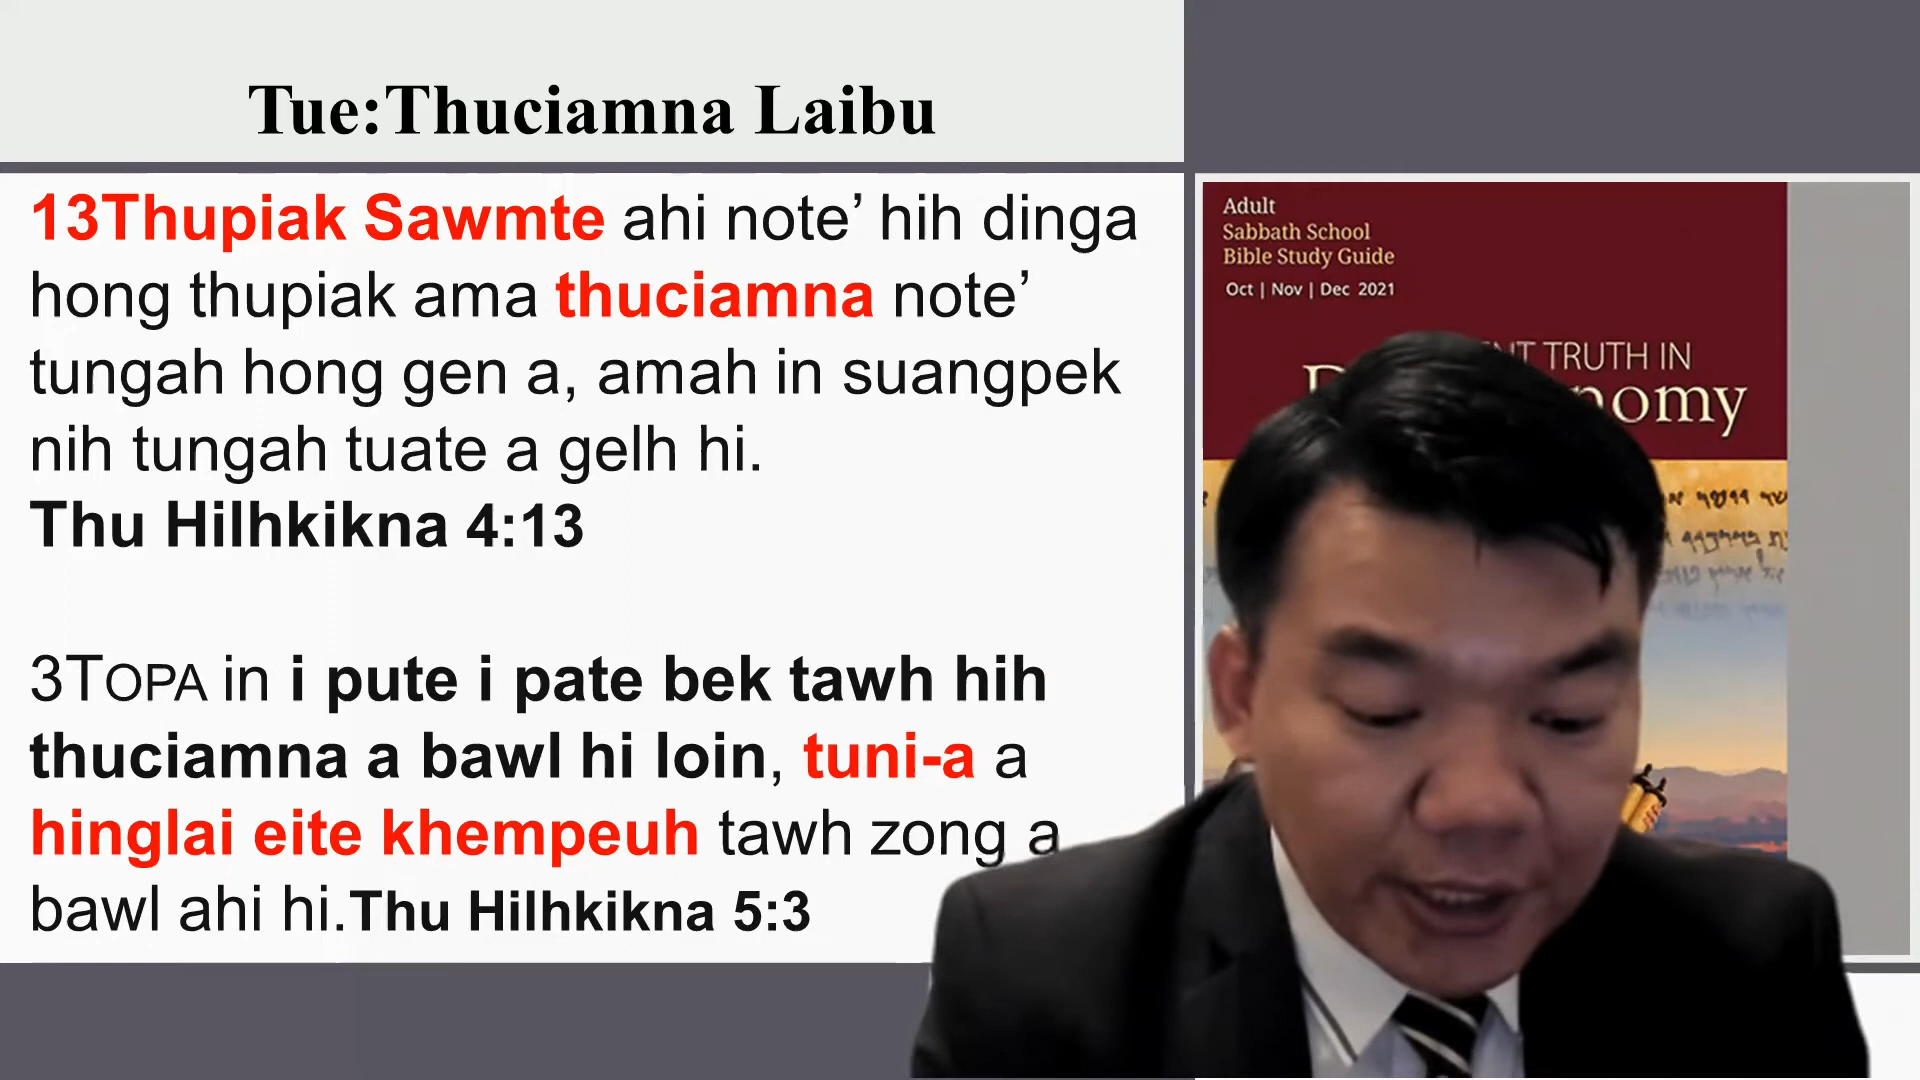 Tue:Thuciamna Laibu
13Thupiak Sawmte ahi note’ hih dinga
hong thupiak ama thuciamna note’
tungah hong gen a, amah in suangpek
nih tungah tuate a gelh hi.
Thu Hilhkikna 4:13
3TOPA in i pute i pate bek tawh hih
thuciamna a bawl hi loin, tuni-a a
hinglai eite khempeuh tawh zong a
bawl ahi hi.Thu Hilhkikna 5:3
Adult
Sabbath School
Bible Study Guide
Oct | Nov | Dec 2021
TRUTH IN